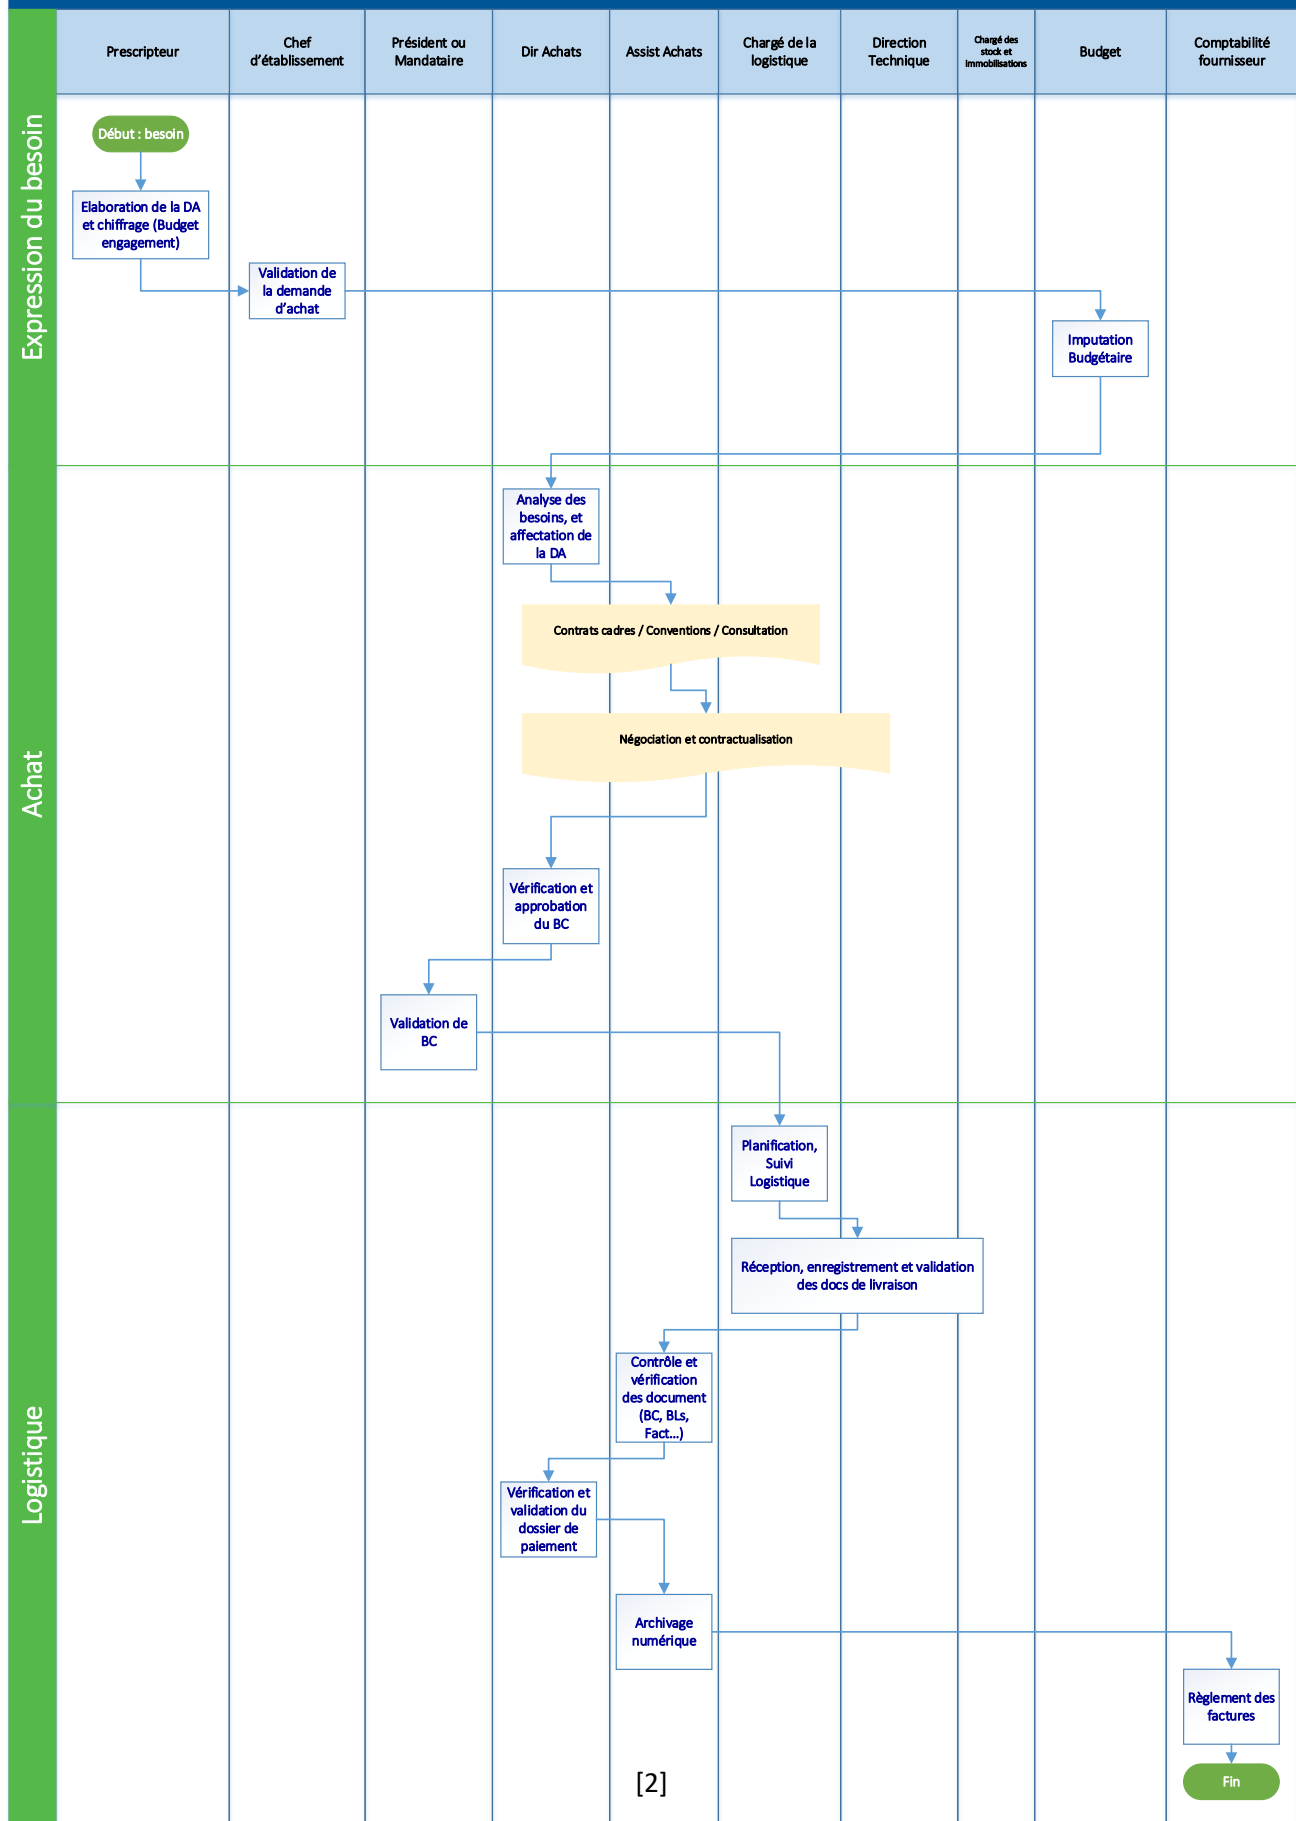 Prescripteur
Chef
d’établissement
Président ou
Mandataire
Dir Achats
Assist Achats
Chargé de la
logistique
Direction
Technique
Chargé des
stock et
immobilisations
Budget
Comptabilité
fournisseur
Expression du besoin
Début : besoin
Elaboration de la DA
et chiffrage (Budget
engagement)
Validation de
la demande
d’achat
Imputation
Budgétaire
Achat
Analyse des
besoins, et
affectation de
la DA
Contrats cadres / Conventions / Consultation
Négociation et contractualisation
Vérification et
approbation
du BC
Validation de
BC
Logistique
Planification,
Suivi
Logistique
Réception, enregistrement et validation
des docs de livraison
Contrôle et
vérification
des document
(BC, BLs,
Fact…)
Vérification et
validation du
dossier de
paiement
Archivage
numérique
Règlement des
factures
Fin
[2]